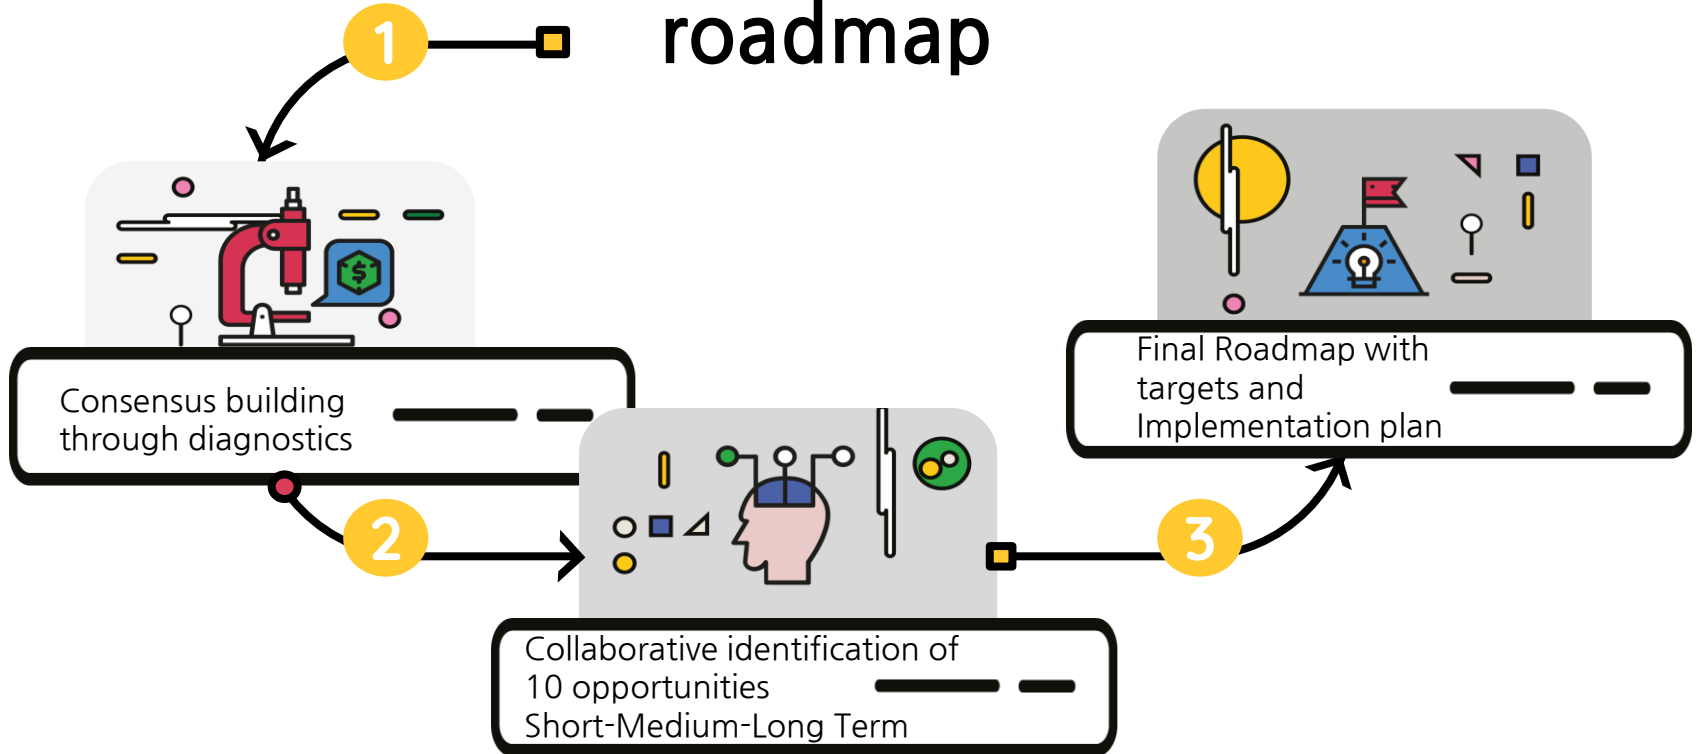 roadmap
1
$
Consensus building
through diagnostics
2
Collaborative identification of
10 opportunities
Short-Medium-Long Term
3
Final Roadmap with
targets and
Implementation plan